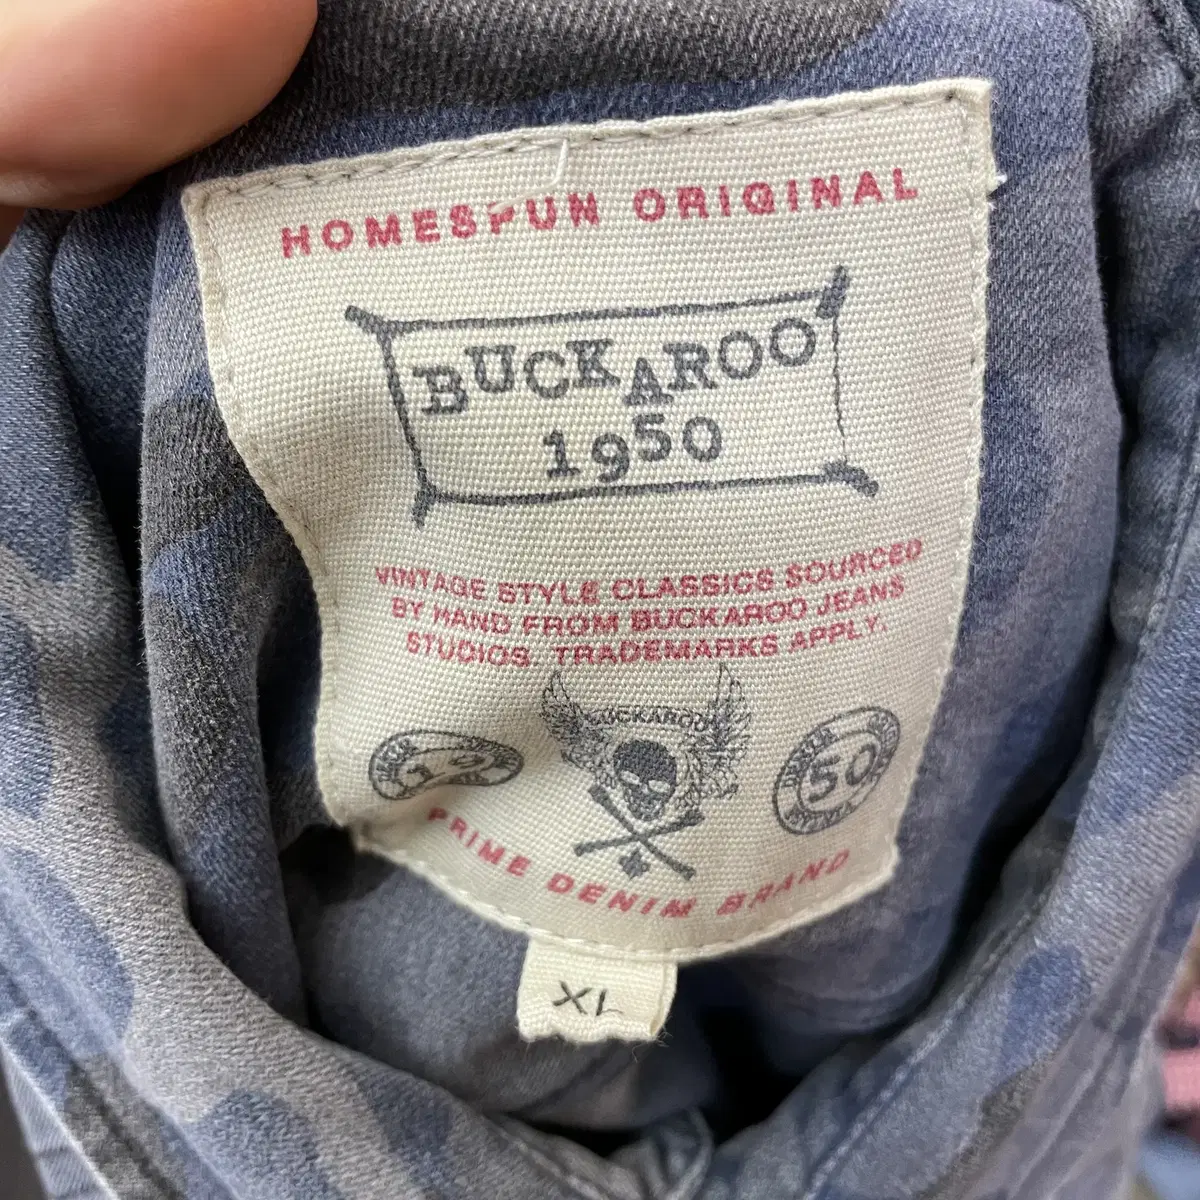 HOMESPUN ORIGINAL
BUCKAROO
1950
VINTAGE STYLE CLASSICS SOURCED
BY HAND FROM BUCKAROO JEANS
STUDIOS. TRADEMARKS APPLY.
BUCKAROO
50
PRIME DENIM BRAND
XL